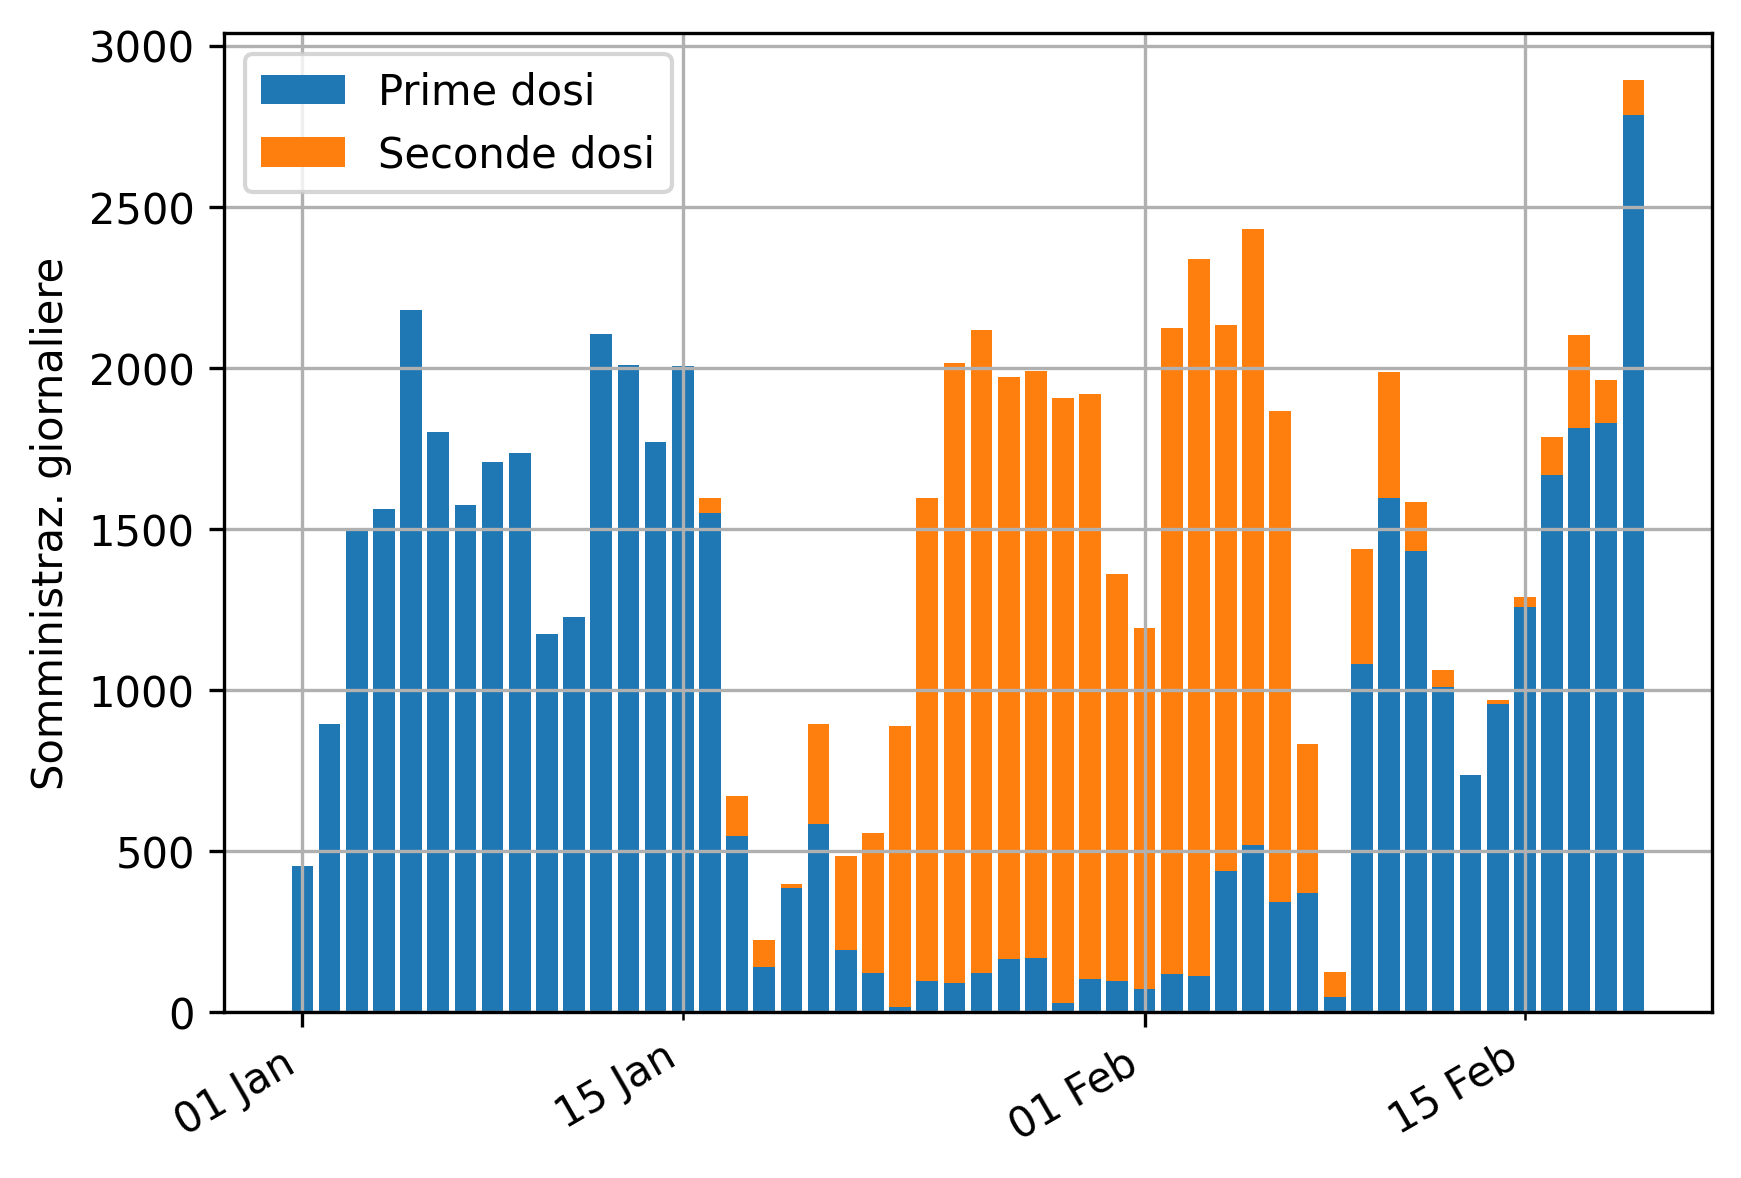 3000
2500
2000
1500
1000
500
0
Somministraz. giornaliere
Prime dosi
Seconde dosi
01 Jan
15 Jan
01 Feb
15 Feb